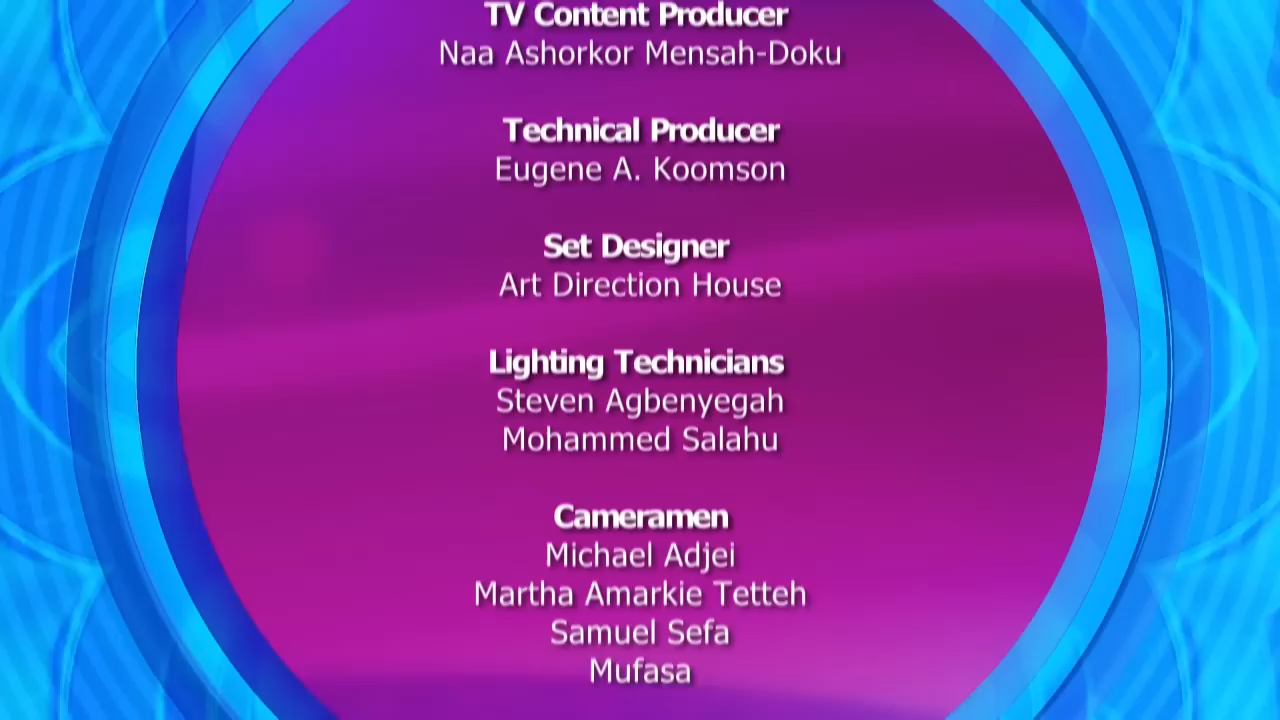 TV Content Producer
Naa Ashorkor Mensah-Doku
Technical Producer
Eugene A. Koomson
Set Designer
Art Direction House
Lighting Technicians
Steven Agbenyegah
Mohammed Salahu
Cameramen
Michael Adjei
Martha Amarkie Tetteh
Samuel Sefa
Mufasa